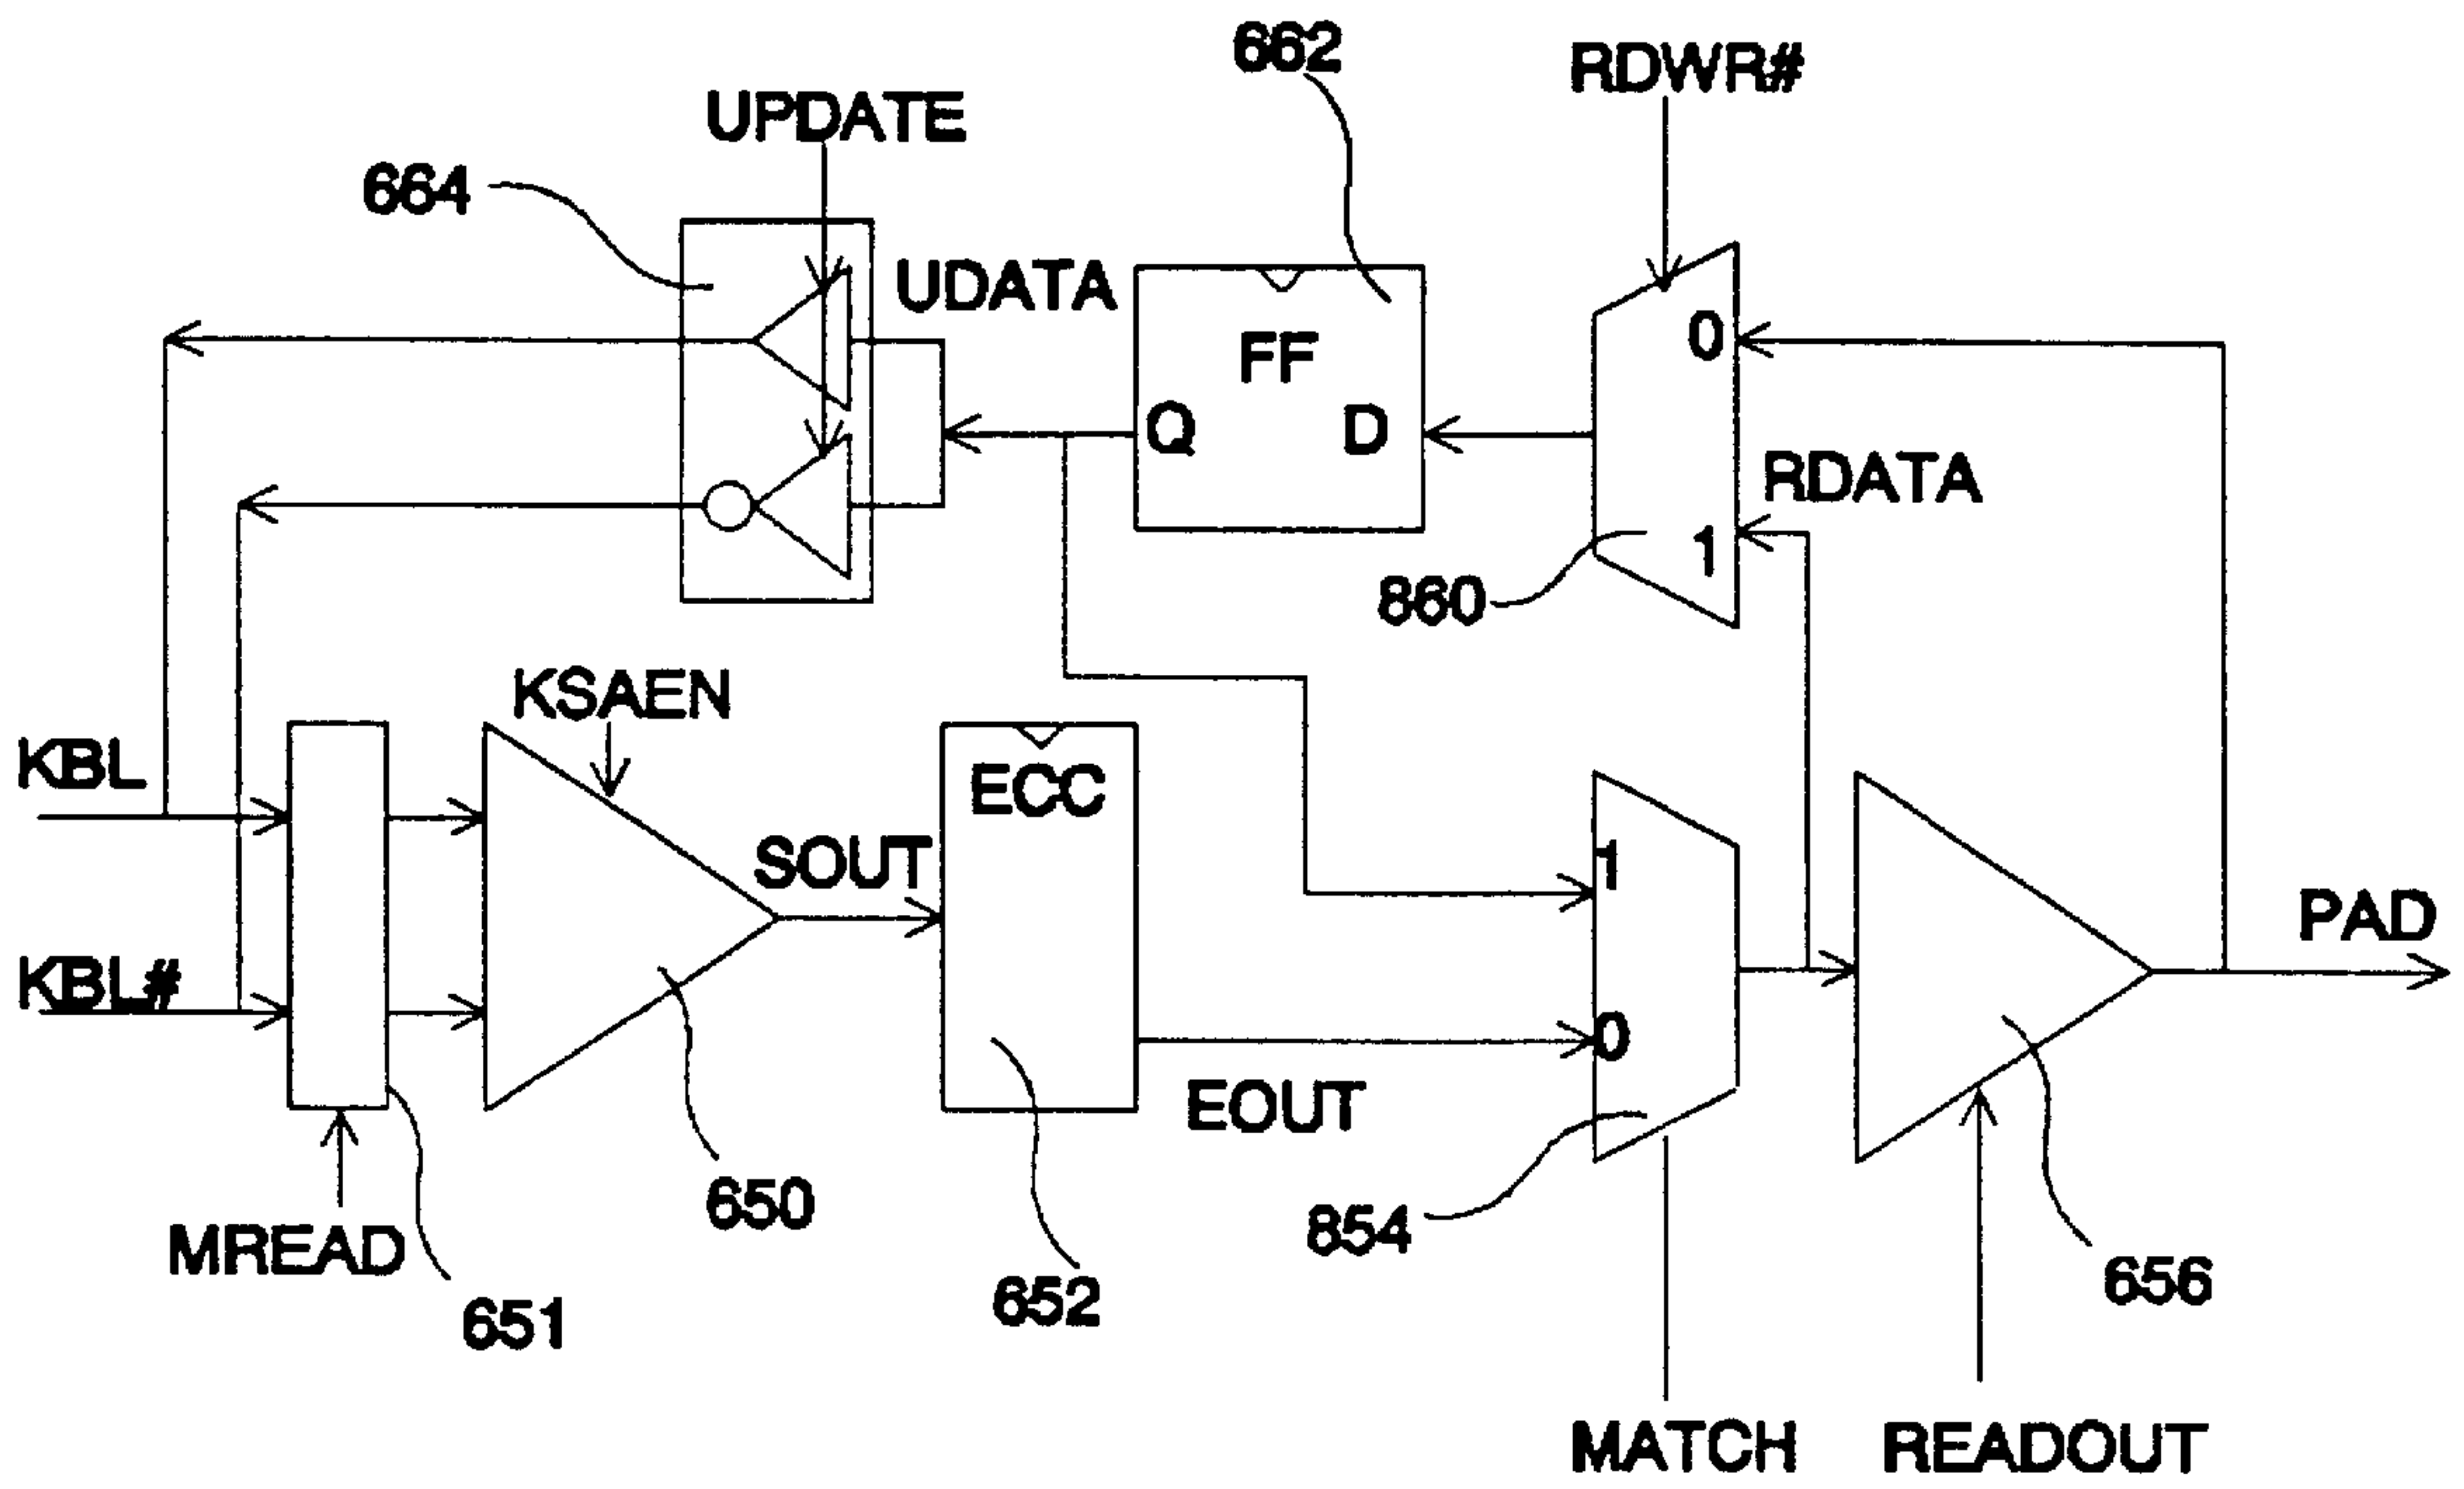 662
RDWR#
UPDATE
664
UDATA
FF
0
Q
D
RDATA
1
860
KSAEN
KBL
ECC
SOUT
1
PAD
KBL#
0
EOUT
650
854
MREAD
652
656
651
MATCH
READOUT